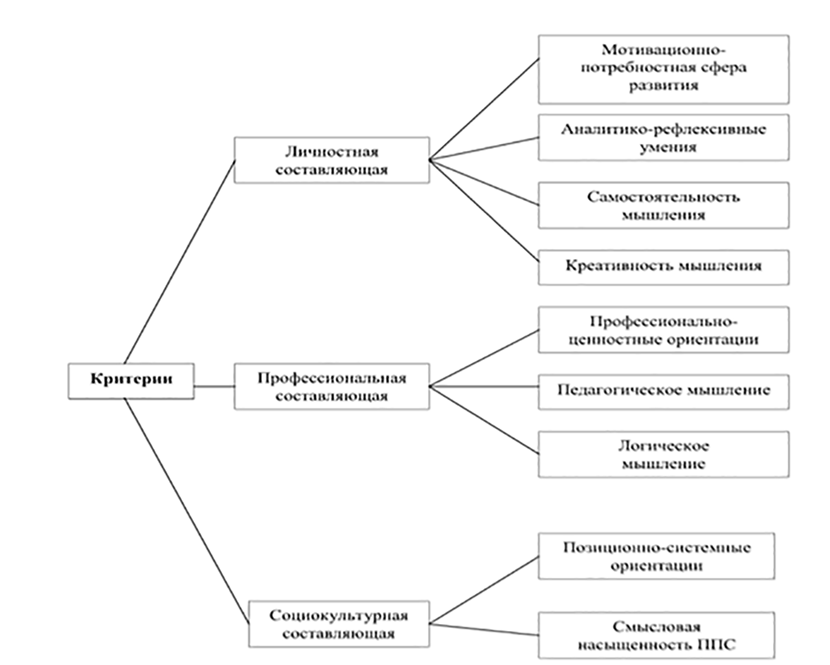 Мотивационно-
потребностная сфера
развития
Аналитико-рефлексивные
умения
Личностная
составляющая
Самостоятельность
мышления
Креативность мышления
Профессионально-
ценностные ориентации
Критерии
Профессиональная
составляющая
Педагогическое мышление
Логическое
мышление
Позиционно-системные
ориентации
Социокультурная
составляющая
Смысловая
насыщенность ППС